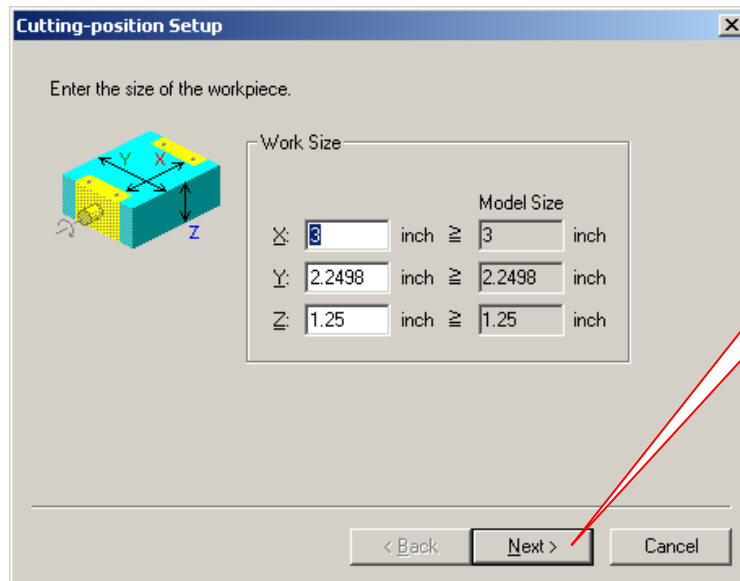 Cutting-position Setup
Enter the size of the workpiece.
Y X
Z
Work Size
Model Size
X: 3 inch ≧ 3 inch
Y: 2.2498 inch ≧ 2.2498 inch
Z: 1.25 inch ≧ 1.25 inch
< Back Next > Cancel